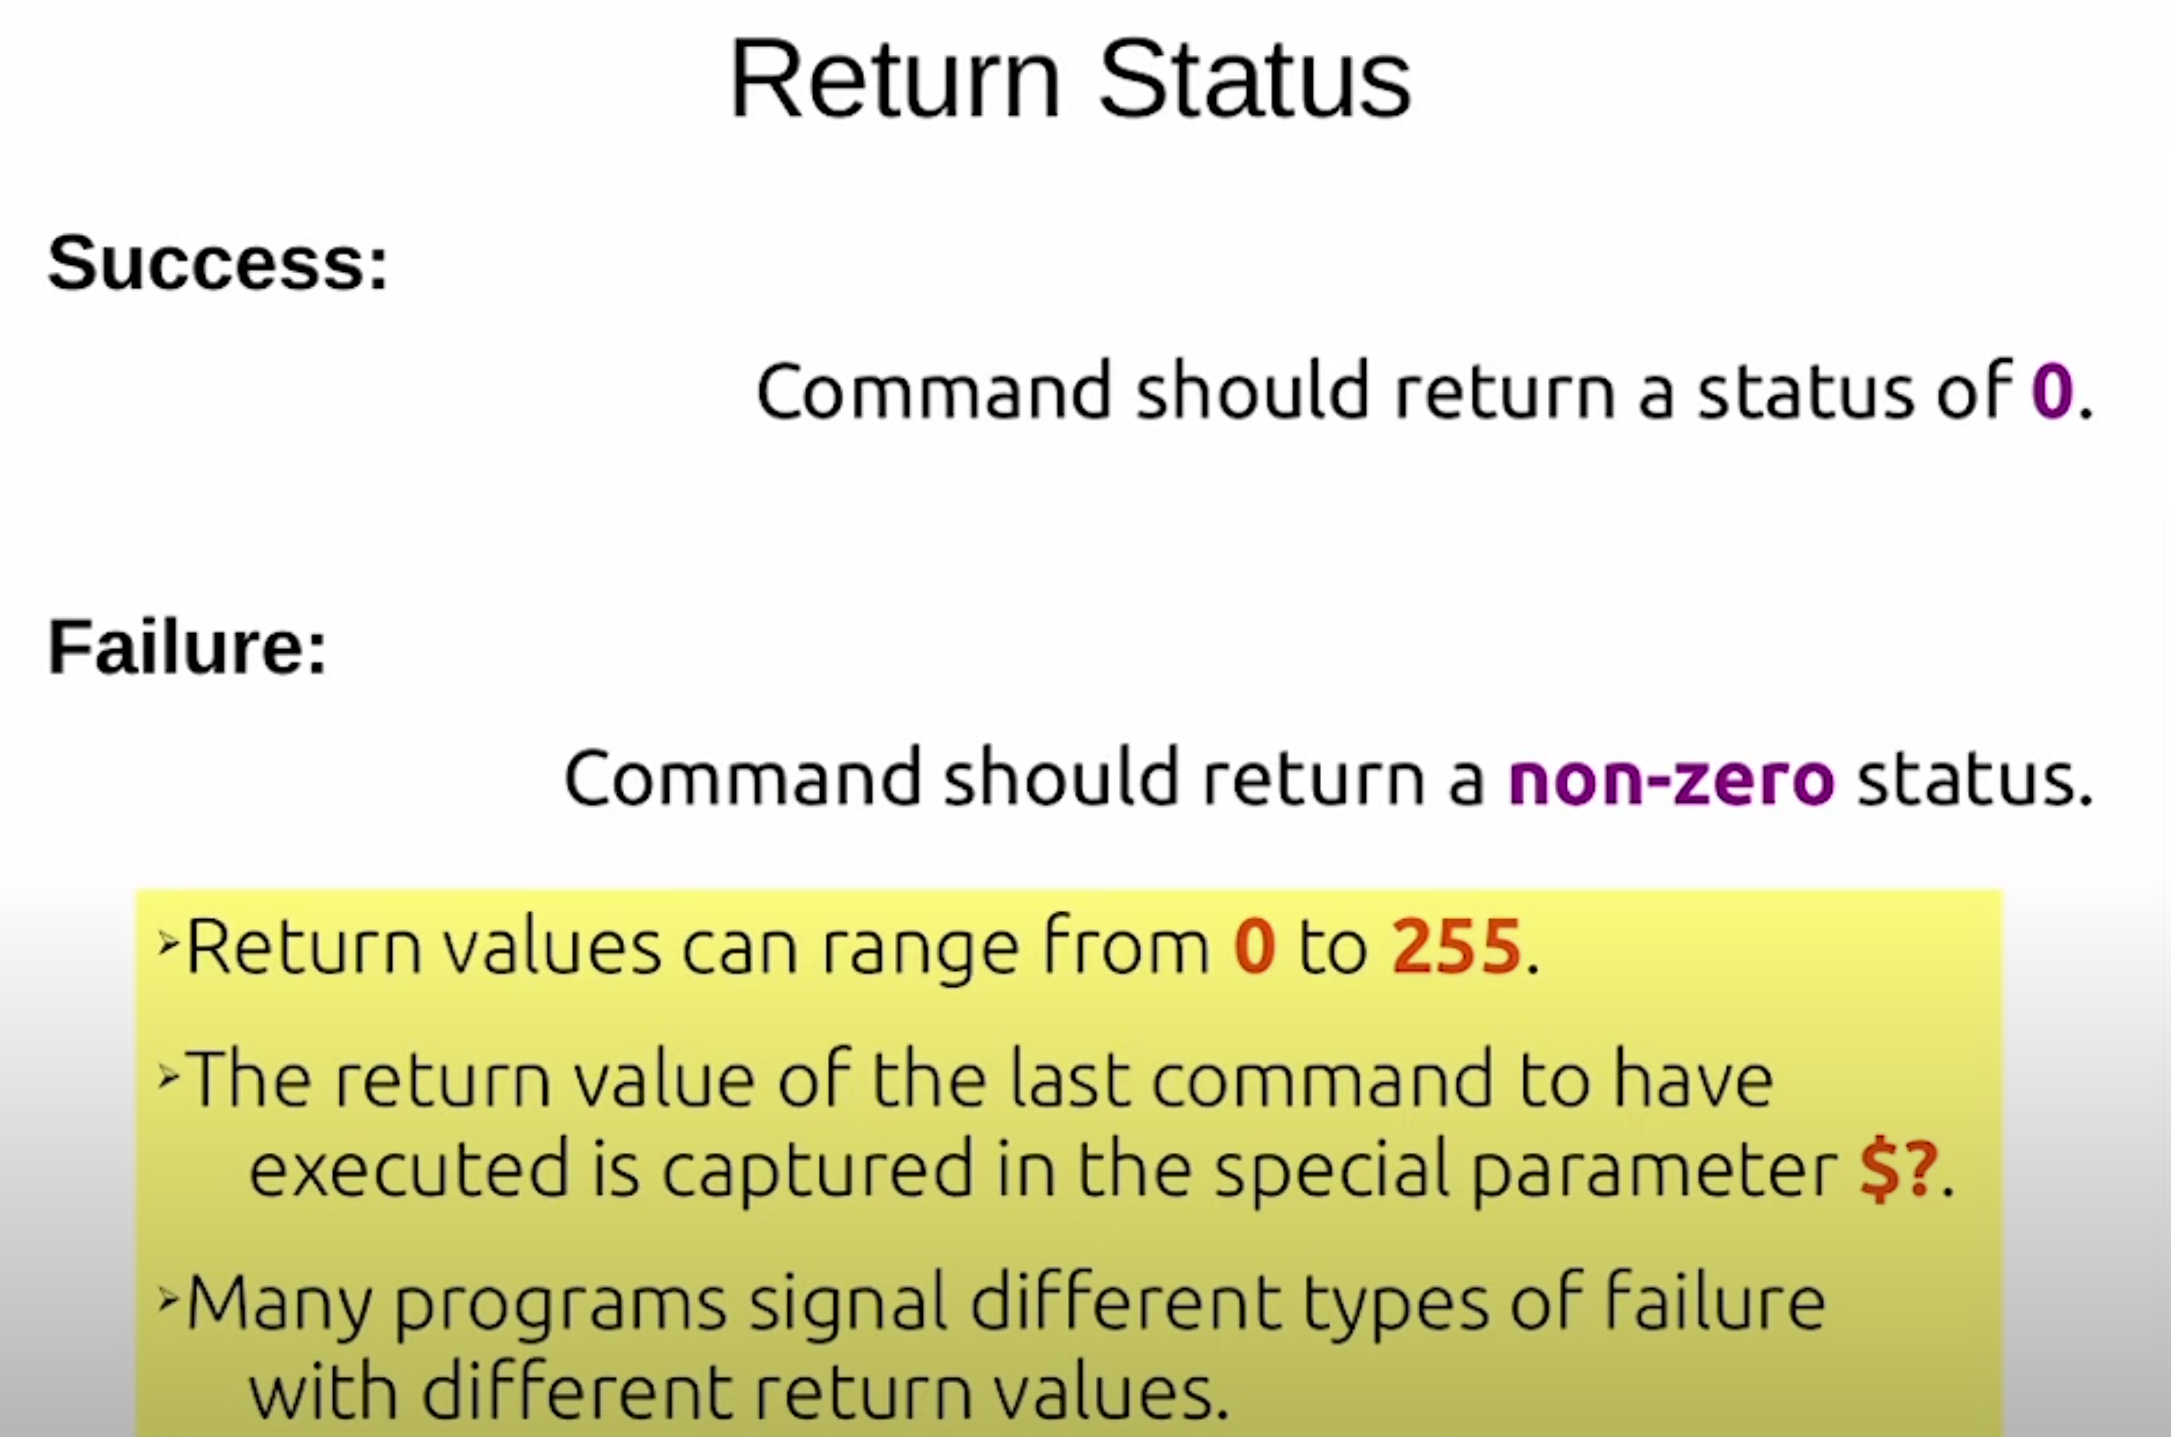 Return Status
Success:
Command should return a status of 0.
Failure:
Command should return a non-zero status.
➢Return values can range from 0 to 255.
➢The return value of the last command to have
executed is captured in the special parameter $?.
➢Many programs signal different types of failure
with different return values.